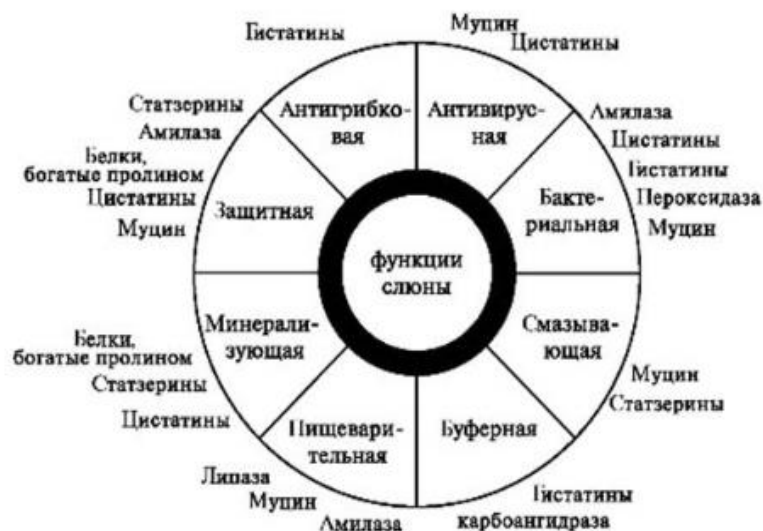 Гистатины
Муцин
Цистатины
Статзерины
Амилаза
Белки,
богатые пролином
Цистатины
Муцин
Антигрибко-
вая
Антивирус-
ная
Амилаза
Цистатины
Гистатины
Пероксидаза
Муцин
Защитная
Бакте-
риальная
функции
слюны
Минерализи-
зующая
Смазыва-
ющая
Белки,
богатые пролином
Статзерины
Цистатины
Муцин
Статзерины
Пищевари-
тельная
Буферная
Липаза
Муцин
Амилаза
Гистатины
карбоангидраза